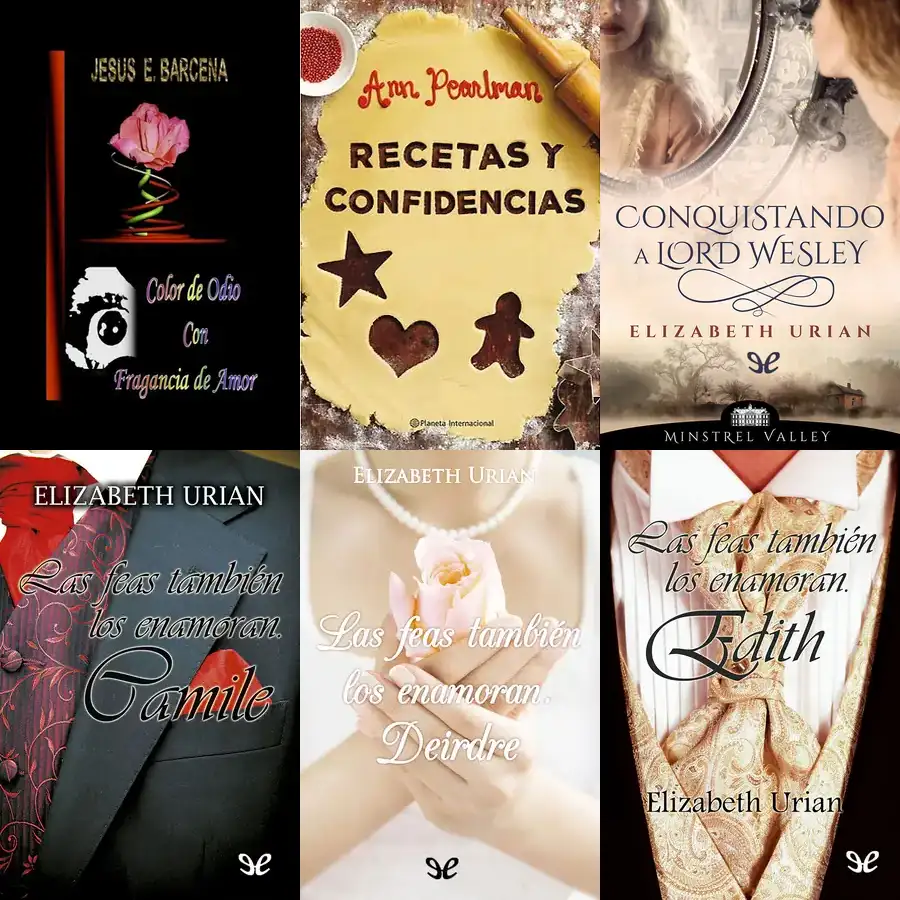 JESUS E. BARCENA
Color de Odio
Con
Fragancia de Amor
Ann Pearlman
RECETAS Y
CONFIDENCIAS
Planeta Internacional
CONQUISTANDO
A LORD WESLEY
ELIZABETH URIAN
MINSTREL VALLEY
ELIZABETH URIAN
Las feas también
los enamoran.
Camile
ELIZABETH URIAN
Las feas también
los enamoran.
Deirdre
Las feas también
los enamoran.
Edith
Elizabeth Urian